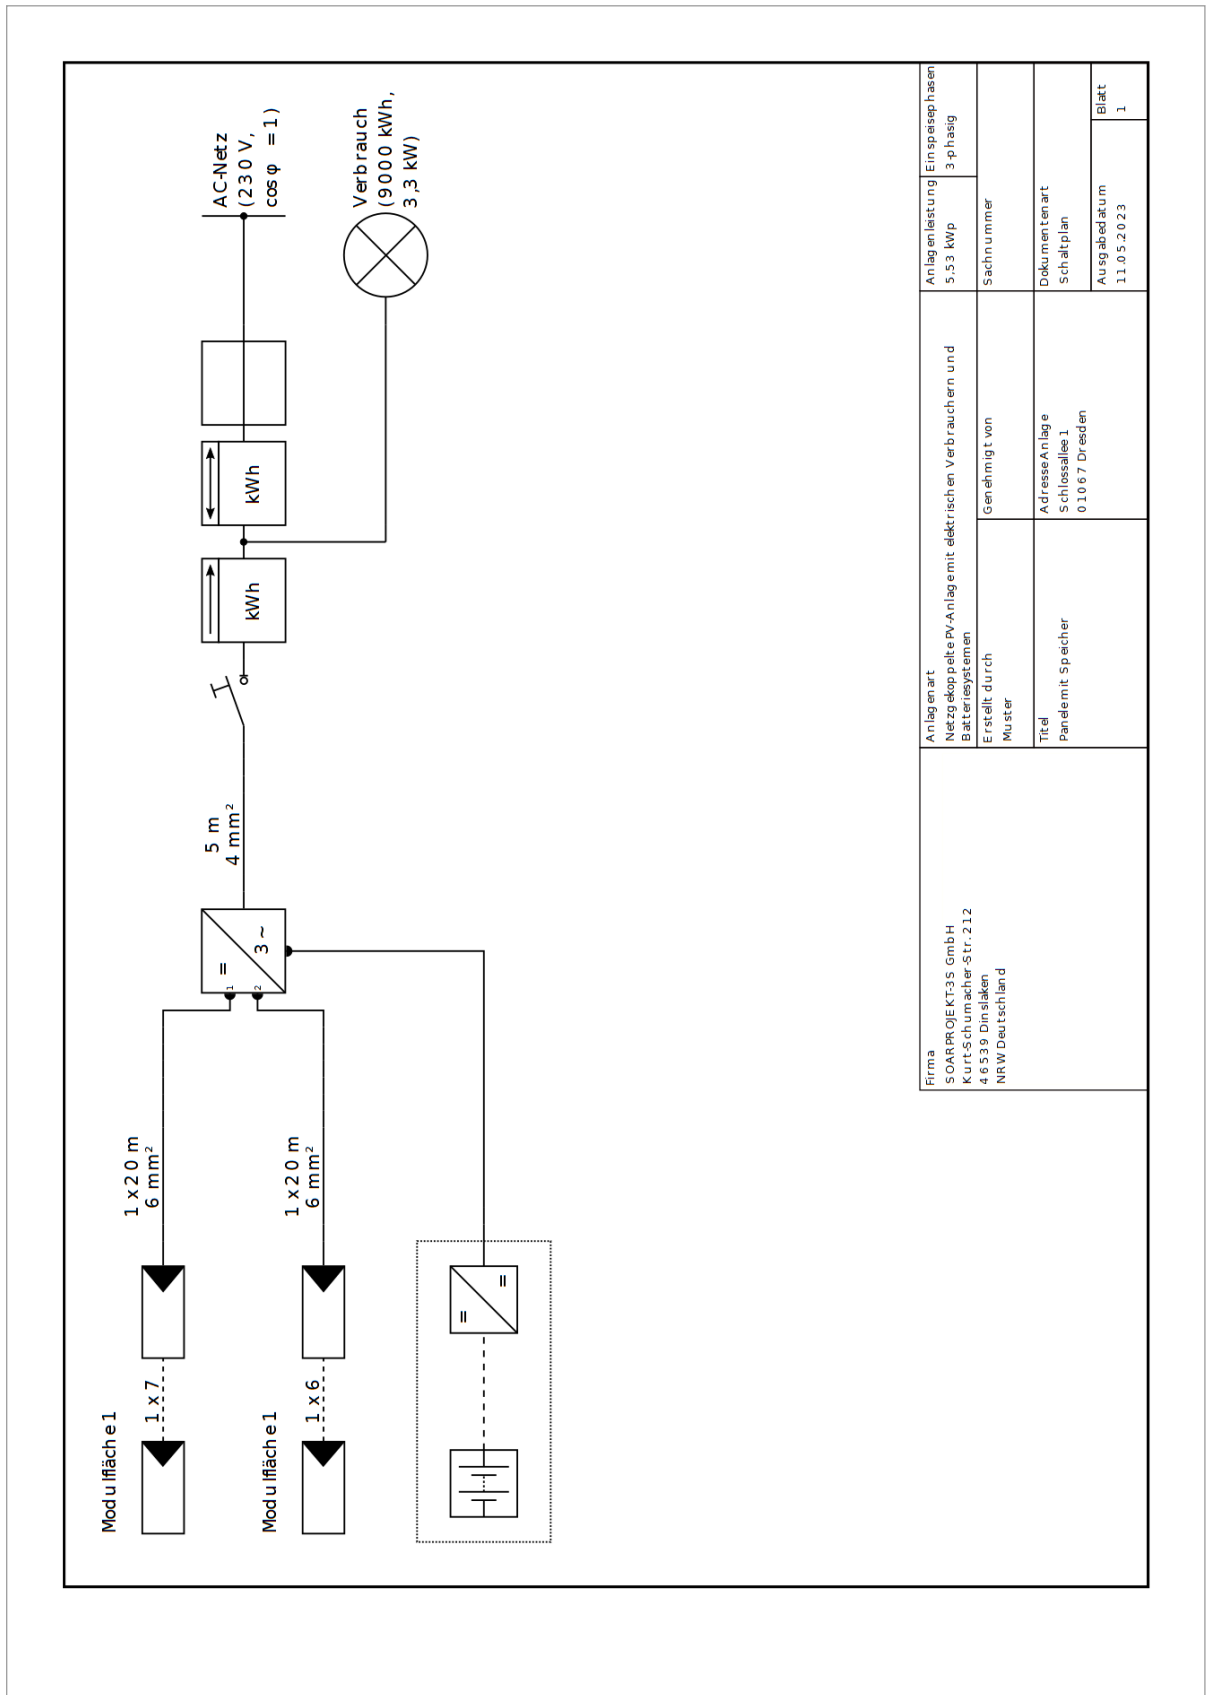 Modulfläche 1
1 x 7
1 x 20 m
6 mm²
Modulfläche 1
1 x 6
1 x 20 m
6 mm²
=
=
1
2
=
3 ~
5 m
4 mm²
kWh
kWh
AC-Netz
(230 V,
cos φ = 1)
Verbrauch
(9000 kWh,
3,3 kW)
Firma
SOARPROJEKT-3S GmbH
Kurt-Schumacher-Str. 212
46539 Dinslaken
NRW Deutschland
Anlagenart
Netzgekoppelte PV-Anlage mit elektrischen Verbrauchern und
Batteriesystemen
Anlagenleistung
5,53 kWp
Einspeisephasen
3-phasig
Erstellt durch
Muster
Genehmigt von
Sachnummer
Titel
Panele mit Speicher
Adresse Anlage
Schlossallee 1
01067 Dresden
Dokumentenart
Schaltplan
Ausgabedatum
11.05.2023
Blatt
1